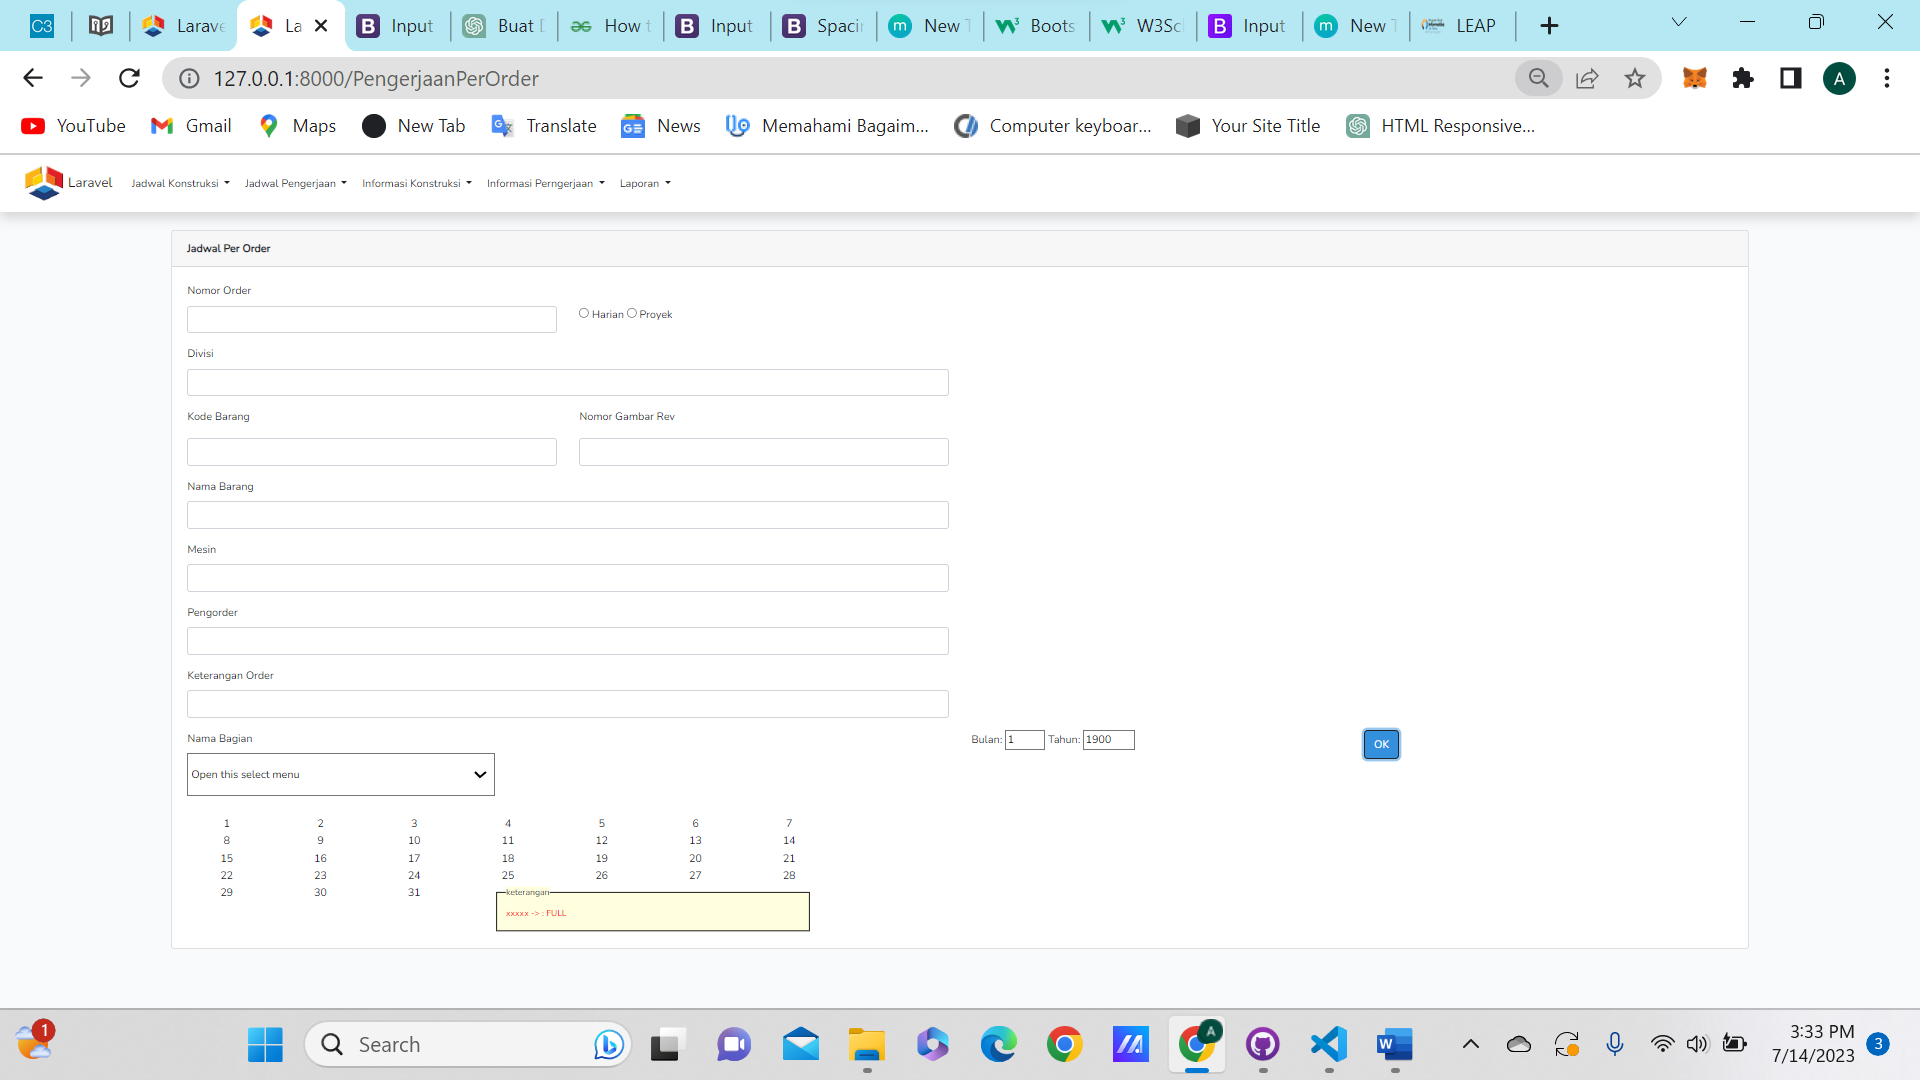 C3 Larave La Input Buat How t Input Spacin New T Boots W3Sc Input New T LEAP
127.0.0.1:8000/PengerjaanPerOrder A
YouTube Gmail Maps New Tab Translate News Memahami Bagaim... Computer keyboar... Your Site Title HTML Responsive...
Laravel Jadwal Konstruksi Jadwal Pengerjaan Informasi Konstruksi Informasi Perngerjaan Laporan
Jadwal Per Order
Nomor Order
Harian Proyek
Divisi
Kode Barang Nomor Gambar Rev
Nama Barang
Mesin
Pengorder
Keterangan Order
Nama Bagian Bulan: 1 Tahun: 1900 OK
Open this select menu
1 2 3 4 5 6 7
8 9 10 11 12 13 14
15 16 17 18 19 20 21
22 23 24 25 26 27 28
29 30 31
keterangan
xxxxx -> : FULL
1 Search A W 3:33 PM
7/14/2023 3